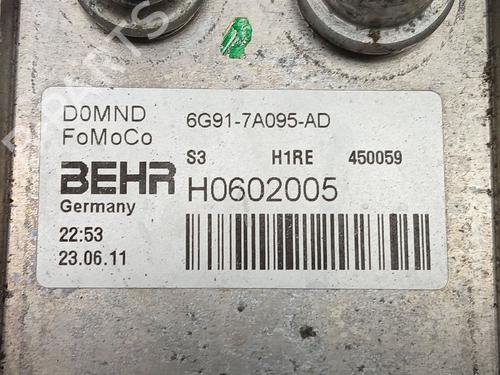 D0MND
FoMoCo
6G91-7A095-AD
S3 H1RE 450059
BEHR H0602005
Germany
22:53
23.06.11